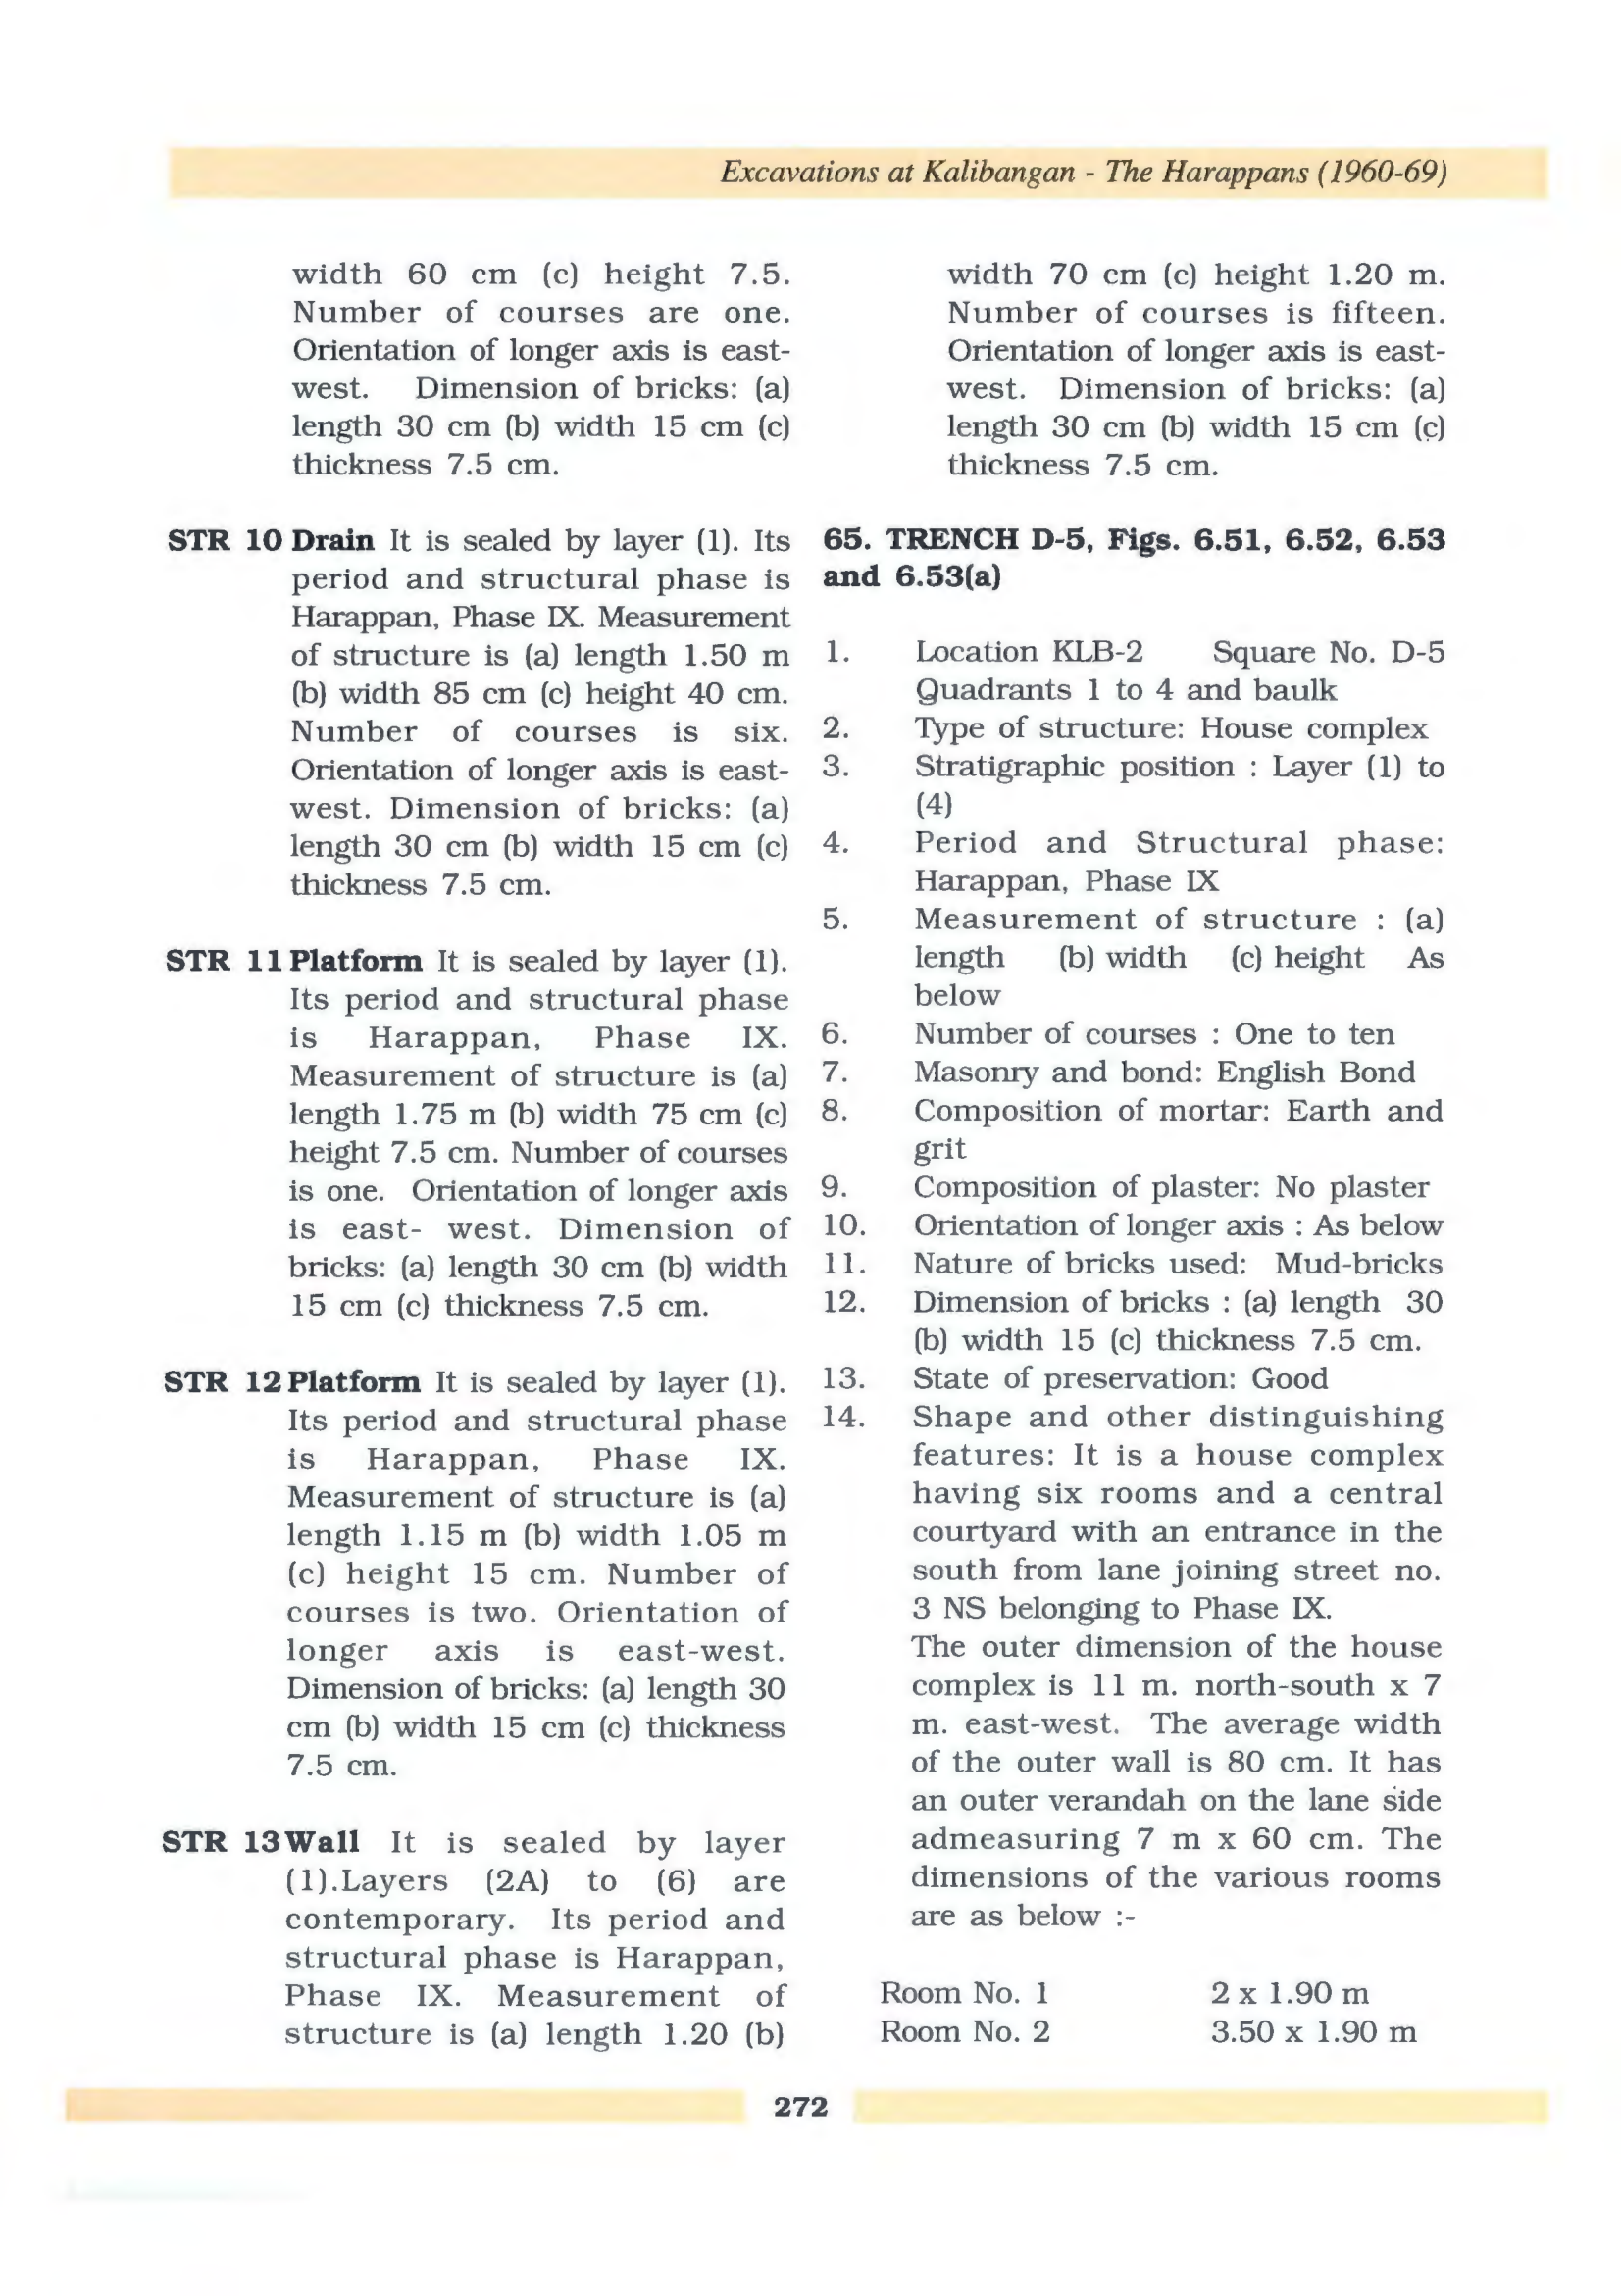 Excavations at Kalibangan - The Harappans (1960-69)
width 60 cm (c) height 7.5.
Number of courses are one.
Orientation of longer axis is east-
west. Dimension of bricks: (a)
length 30 cm (b) width 15 cm (c)
thickness 7.5 cm.
STR 10 Drain It is sealed by layer (1). Its
period and structural phase is
Harappan, Phase IX. Measurement
of structure is (a) length 1.50 m
(b) width 85 cm (c) height 40 cm.
Number of courses is six.
Orientation of longer axis is east-
west. Dimension of bricks: (a)
length 30 cm (b) width 15 cm (c)
thickness 7.5 cm.
STR 11 Platform It is sealed by layer (1).
Its period and structural phase
is Harappan, Phase IX.
Measurement of structure is (a)
length 1.75 m (b) width 75 cm (c)
height 7.5 cm. Number of courses
is one. Orientation of longer axis
is east- west. Dimension of
bricks: (a) length 30 cm (b) width
15 cm (c) thickness 7.5 cm.
STR 12 Platform It is sealed by layer (1).
Its period and structural phase
is Harappan, Phase IX.
Measurement of structure is (a)
length 1.15 m (b) width 1.05 m
(c) height 15 cm. Number of
courses is two. Orientation of
longer axis is east-west.
Dimension of bricks: (a) length 30
cm (b) width 15 cm (c) thickness
7.5 cm.
STR 13 Wall It is sealed by layer
(1).Layers (2A) to (6) are
contemporary. Its period and
structural phase is Harappan,
Phase IX. Measurement of
structure is (a) length 1.20 (b)
width 70 cm (c) height 1.20 m.
Number of courses is fifteen.
Orientation of longer axis is east-
west. Dimension of bricks: (a)
length 30 cm (b) width 15 cm (c)
thickness 7.5 cm.
65. TRENCH D-5, Figs. 6.51, 6.52, 6.53
and 6.53(a)
1. Location KLB-2 Square No. D-5
Quadrants 1 to 4 and baulk
2. Type of structure: House complex
3. Stratigraphic position : Layer (1) to
(4)
4. Period and Structural phase:
Harappan, Phase IX
5. Measurement of structure : (a)
length (b) width (c) height As
below
6. Number of courses : One to ten
7. Masonry and bond: English Bond
8. Composition of mortar: Earth and
grit
9. Composition of plaster: No plaster
10. Orientation of longer axis : As below
11. Nature of bricks used: Mud-bricks
12. Dimension of bricks : (a) length 30
(b) width 15 (c) thickness 7.5 cm.
13. State of preservation: Good
14. Shape and other distinguishing
features: It is a house complex
having six rooms and a central
courtyard with an entrance in the
south from lane joining street no.
3 NS belonging to Phase IX.
The outer dimension of the house
complex is 11 m. north-south x 7
m. east-west. The average width
of the outer wall is 80 cm. It has
an outer verandah on the lane side
admeasuring 7 m x 60 cm. The
dimensions of the various rooms
are as below :-
Room No. 1 2 x 1.90 m
Room No. 2 3.50 x 1.90 m
272